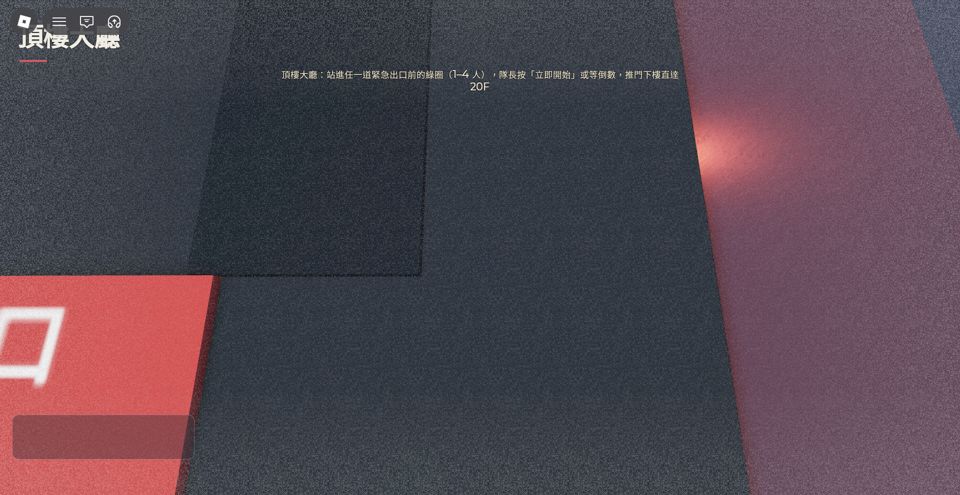 頂樓大廳
頂樓大廳：站進任一道緊急出口前的綠圈（1–4 人），隊長按「立即開始」或等倒數，推門下樓直達
20F
口